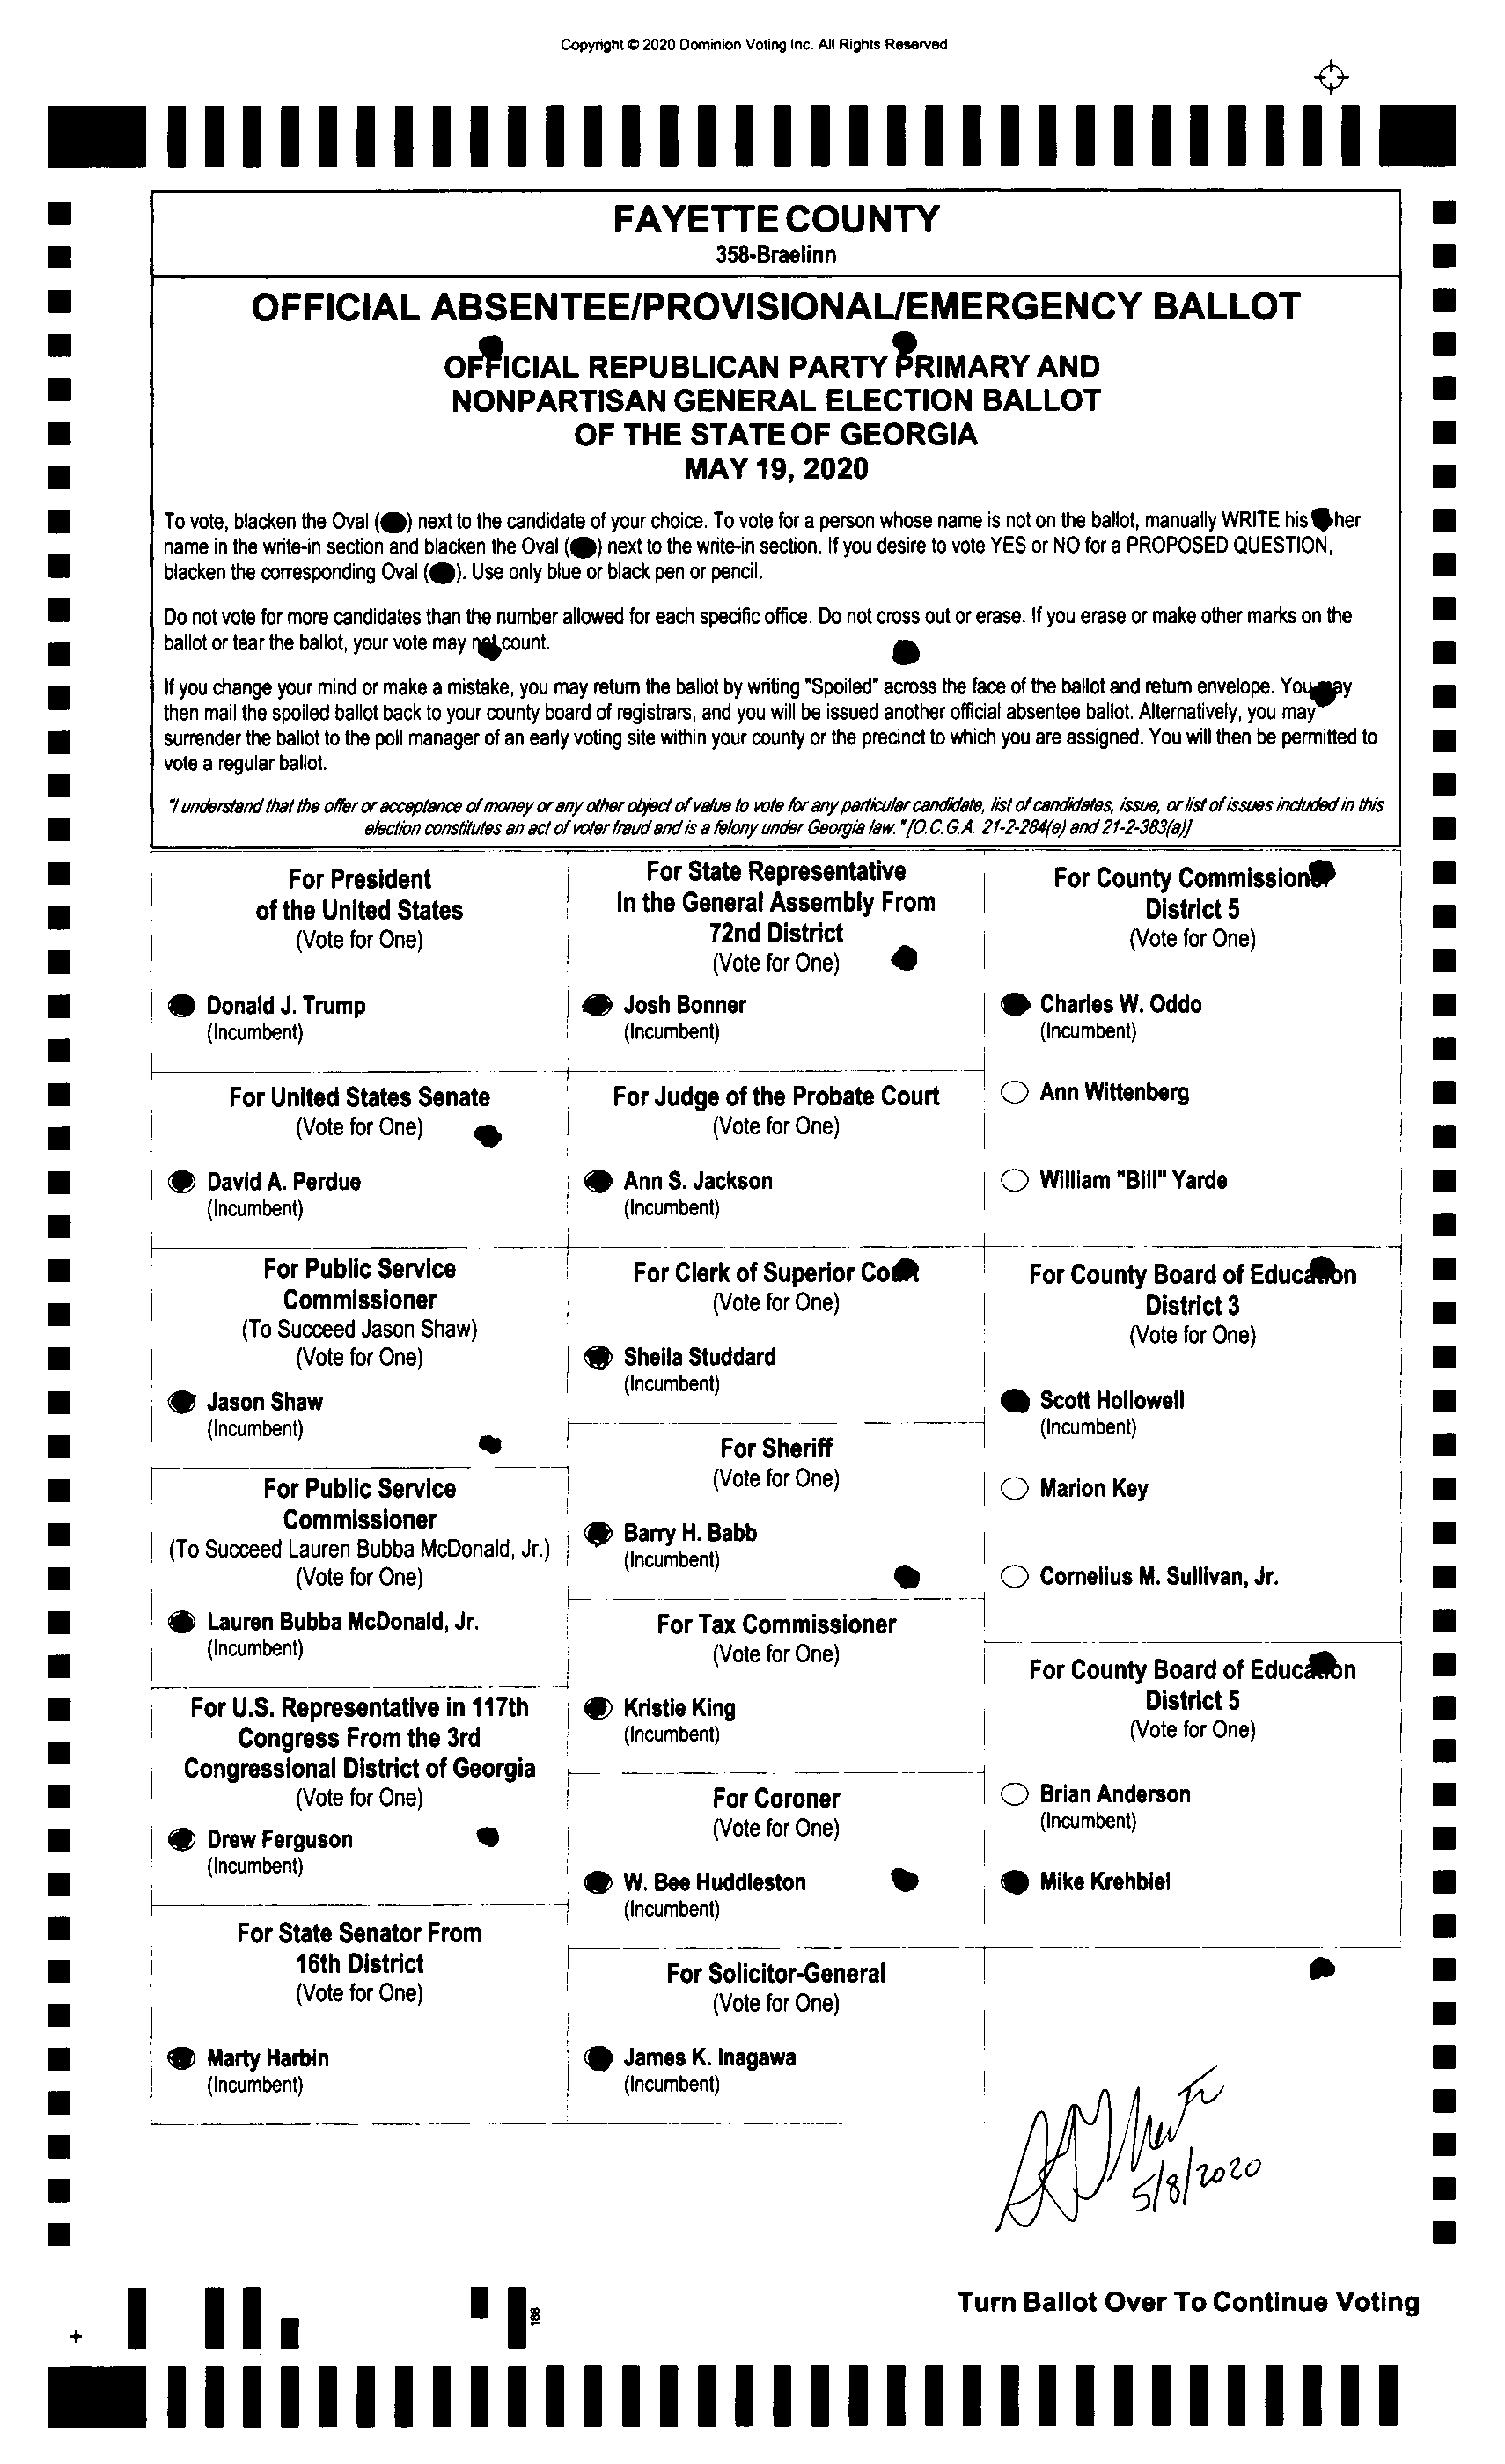 Copyright © 2020 Dominion Voting Inc. All Rights Reserved
FAYETTE COUNTY
358-Braelinn
OFFICIAL ABSENTEE/PROVISIONAL/EMERGENCY BALLOT
OFFICIAL REPUBLICAN PARTY PRIMARY AND
NONPARTISAN GENERAL ELECTION BALLOT
OF THE STATE OF GEORGIA
MAY 19, 2020
To vote, blacken the Oval ( ) next to the candidate of your choice. To vote for a person whose name is not on the ballot, manually WRITE his her
name in the write-in section and blacken the Oval ( ) next to the write-in section. If you desire to vote YES or NO for a PROPOSED QUESTION,
blacken the corresponding Oval ( ). Use only blue or black pen or pencil.
Do not vote for more candidates than the number allowed for each specific office. Do not cross out or erase. If you erase or make other marks on the
ballot or tear the ballot, your vote may not count.
If you change your mind or make a mistake, you may return the ballot by writing "Spoiled" across the face of the ballot and return envelope. You may
then mail the spoiled ballot back to your county board of registrars, and you will be issued another official absentee ballot. Alternatively, you may
surrender the ballot to the poll manager of an early voting site within your county or the precinct to which you are assigned. You will then be permitted to
vote a regular ballot.
"I understand that the offer or acceptance of money or any other object of value to vote for any particular candidate, list of candidates, issue, or list of issues included in this
election constitutes an act of voter fraud and is a felony under Georgia law. "[O.C.G.A. 21-2-284(e) and 21-2-383(a)]
For President
of the United States
(Vote for One)
Donald J. Trump
(Incumbent)
For United States Senate
(Vote for One)
David A. Perdue
(Incumbent)
For Public Service
Commissioner
(To Succeed Jason Shaw)
(Vote for One)
Jason Shaw
(Incumbent)
For Public Service
Commissioner
(To Succeed Lauren Bubba McDonald, Jr.)
(Vote for One)
Lauren Bubba McDonald, Jr.
(Incumbent)
For U.S. Representative in 117th
Congress From the 3rd
Congressional District of Georgia
(Vote for One)
Drew Ferguson
(Incumbent)
For State Senator From
16th District
(Vote for One)
Marty Harbin
(Incumbent)
For State Representative
In the General Assembly From
72nd District
(Vote for One)
Josh Bonner
(Incumbent)
For Judge of the Probate Court
(Vote for One)
Ann S. Jackson
(Incumbent)
For Clerk of Superior Court
(Vote for One)
Sheila Studdard
(Incumbent)
For Sheriff
(Vote for One)
Barry H. Babb
(Incumbent)
For Tax Commissioner
(Vote for One)
Kristie King
(Incumbent)
For Coroner
(Vote for One)
W. Bee Huddleston
(Incumbent)
For Solicitor-General
(Vote for One)
James K. Inagawa
(Incumbent)
For County Commissioner
District 5
(Vote for One)
Charles W. Oddo
(Incumbent)
Ann Wittenberg
William "Bill" Yarde
For County Board of Education
District 3
(Vote for One)
Scott Hollowell
(Incumbent)
Marion Key
Cornelius M. Sullivan, Jr.
For County Board of Education
District 5
(Vote for One)
Brian Anderson
(Incumbent)
Mike Krehbiel
5/8/2020
Turn Ballot Over To Continue Voting
188